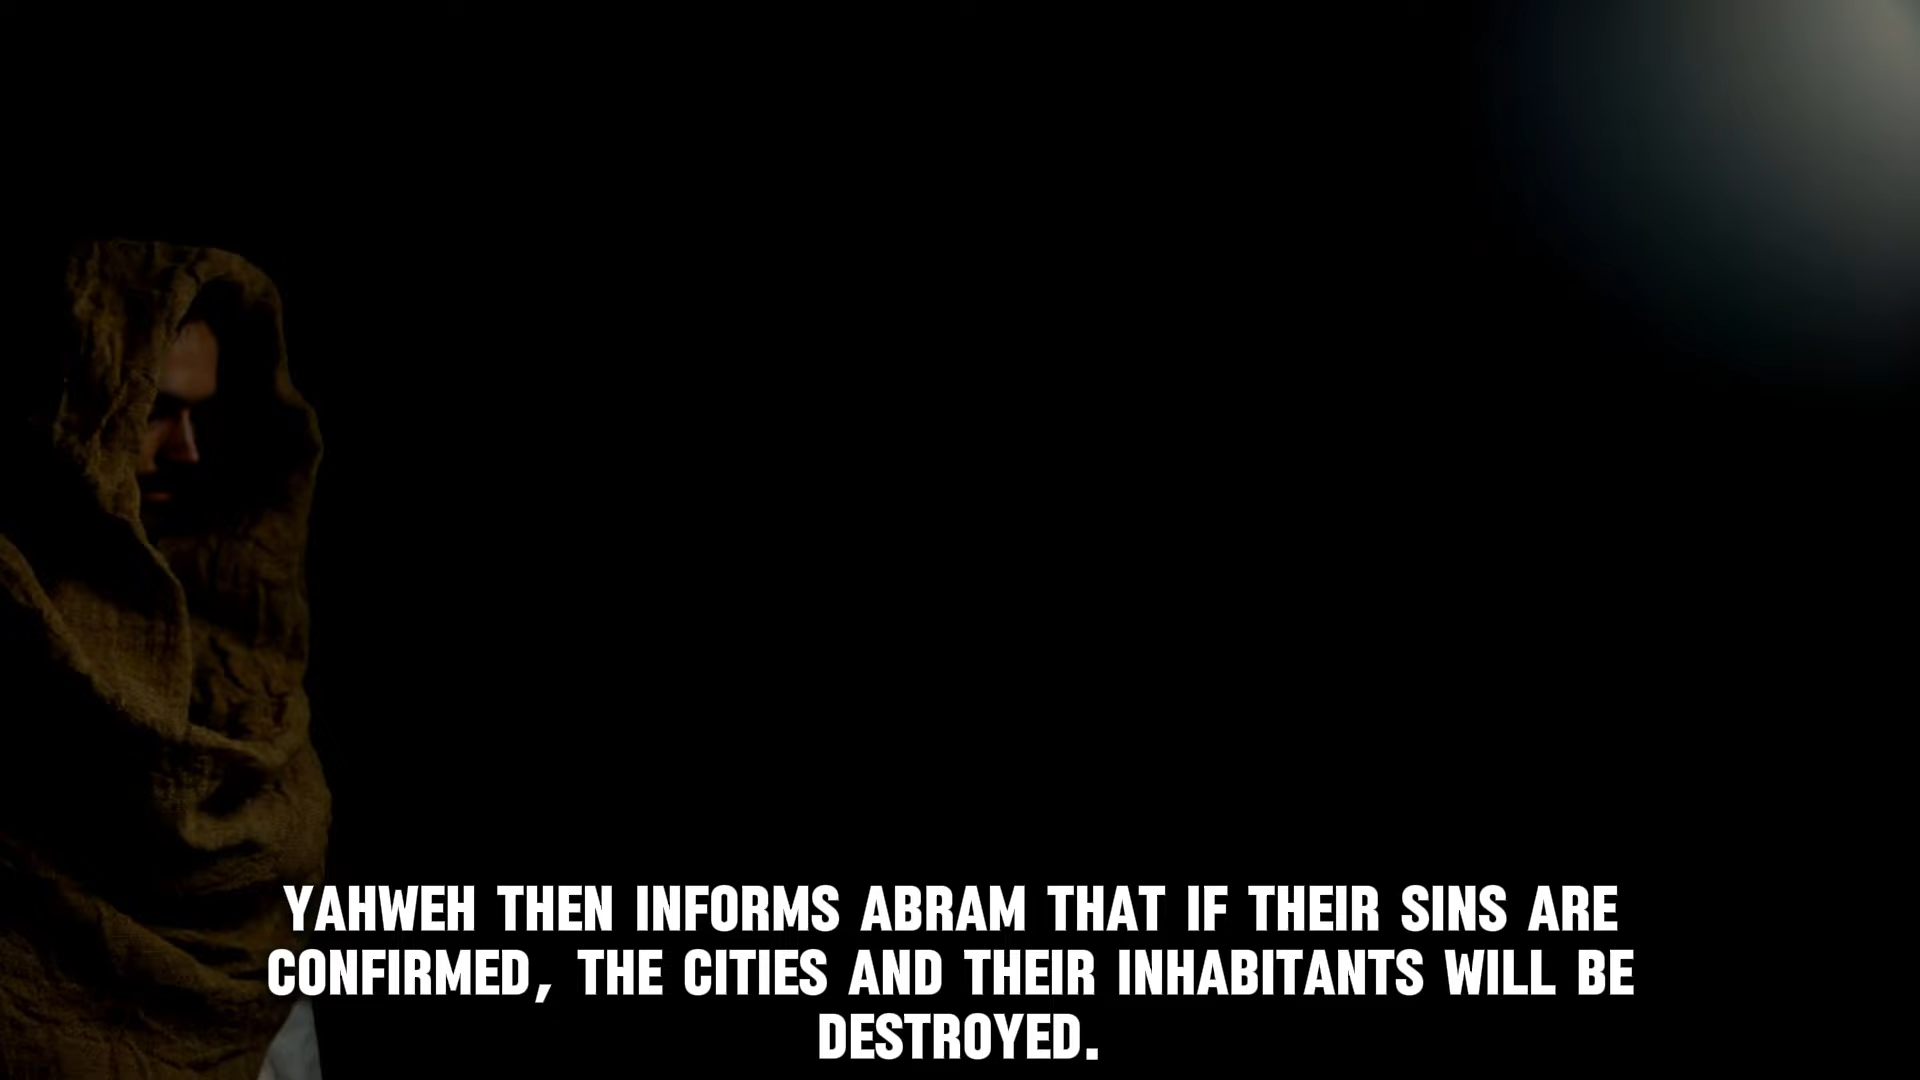 YAHWEH THEN INFORMS ABRAM THAT IF THEIR SINS ARE
CONFIRMED, THE CITIES AND THEIR INHABITANTS WILL BE
DESTROYED.